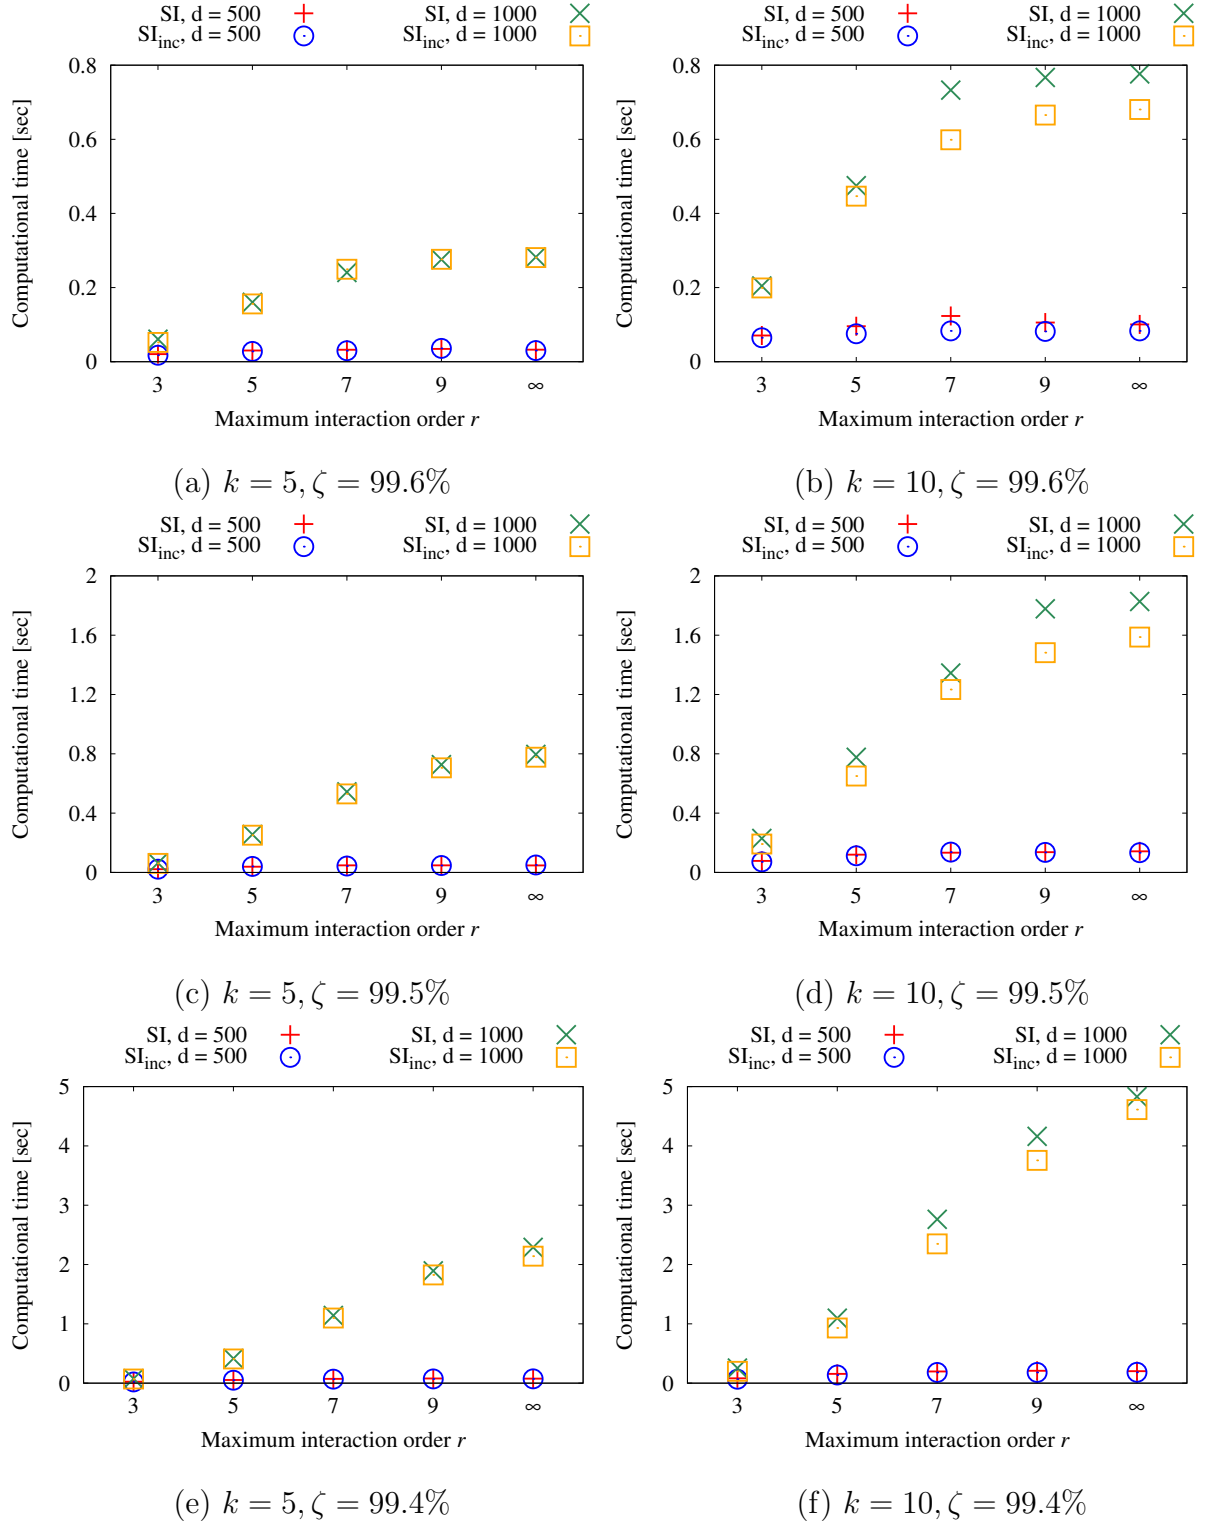 SI, d = 500 SI, d = 1000
SIinc, d = 500 SIinc, d = 1000
0.8
0.6
0.4
0.2
0
Computational time [sec]
3 5 7 9 ∞
Maximum interaction order r
(a) k = 5, ζ = 99.6%
SI, d = 500 SI, d = 1000
SIinc, d = 500 SIinc, d = 1000
0.8
0.6
0.4
0.2
0
Computational time [sec]
3 5 7 9 ∞
Maximum interaction order r
(b) k = 10, ζ = 99.6%
SI, d = 500 SI, d = 1000
SIinc, d = 500 SIinc, d = 1000
2
1.6
1.2
0.8
0.4
0
Computational time [sec]
3 5 7 9 ∞
Maximum interaction order r
(c) k = 5, ζ = 99.5%
SI, d = 500 SI, d = 1000
SIinc, d = 500 SIinc, d = 1000
2
1.6
1.2
0.8
0.4
0
Computational time [sec]
3 5 7 9 ∞
Maximum interaction order r
(d) k = 10, ζ = 99.5%
SI, d = 500 SI, d = 1000
SIinc, d = 500 SIinc, d = 1000
5
4
3
2
1
0
Computational time [sec]
3 5 7 9 ∞
Maximum interaction order r
(e) k = 5, ζ = 99.4%
SI, d = 500 SI, d = 1000
SIinc, d = 500 SIinc, d = 1000
5
4
3
2
1
0
Computational time [sec]
3 5 7 9 ∞
Maximum interaction order r
(f) k = 10, ζ = 99.4%